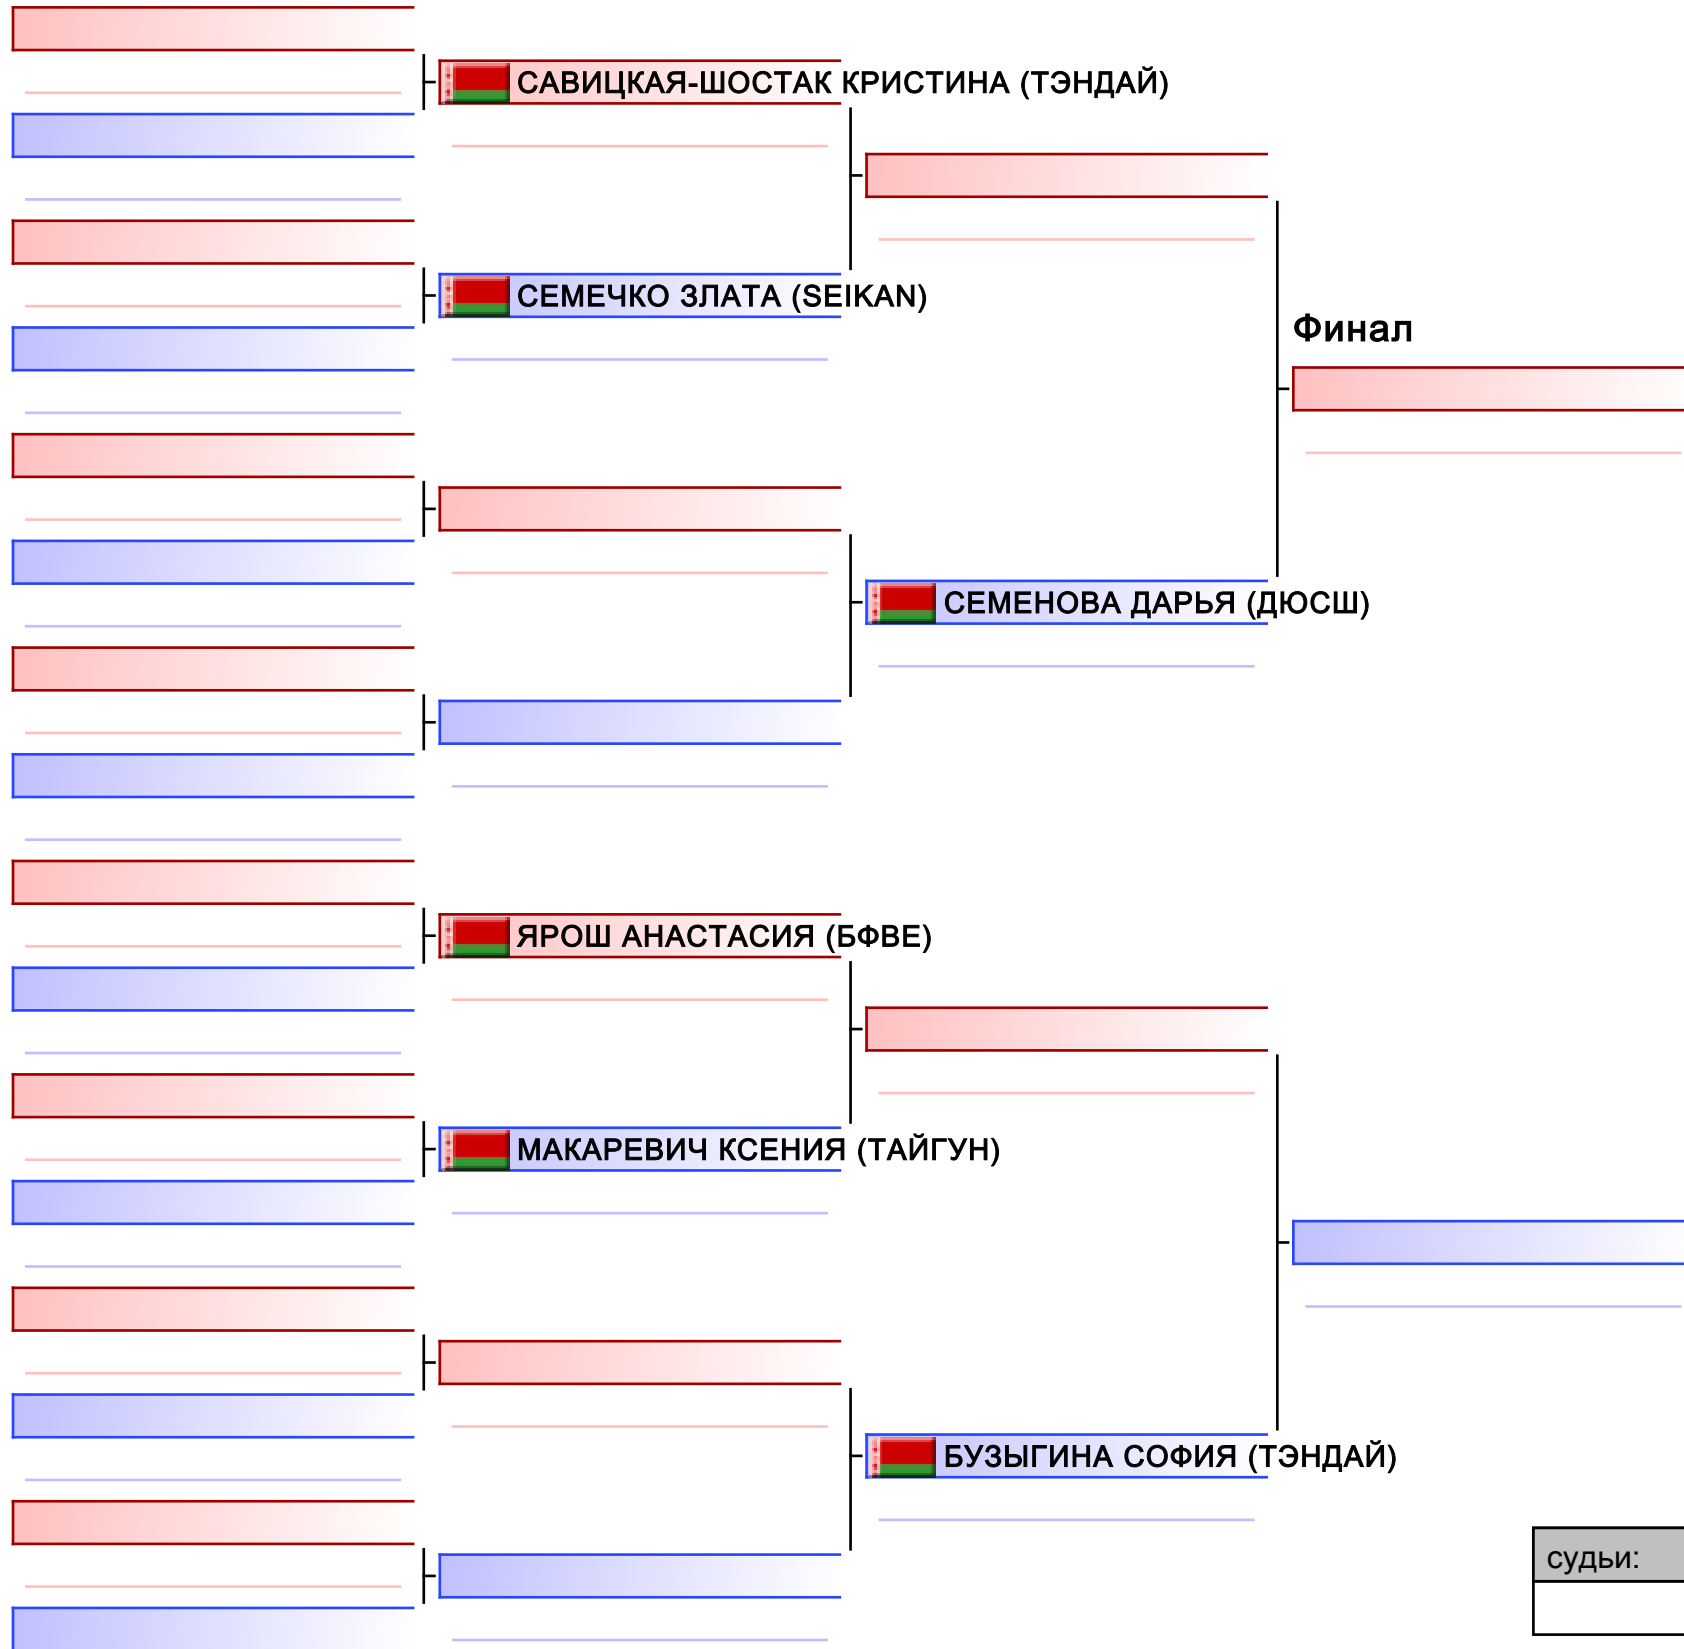 САВИЦКАЯ-ШОСТАК КРИСТИНА (ТЭНДАЙ)
СЕМЕЧКО ЗЛАТА (SEIKAN)
Финал
СЕМЕНОВА ДАРЬЯ (ДЮСШ)
ЯРОШ АНАСТАСИЯ (БФВЕ)
МАКАРЕВИЧ КСЕНИЯ (ТАЙГУН)
БУЗЫГИНА СОФИЯ (ТЭНДАЙ)
судьи: